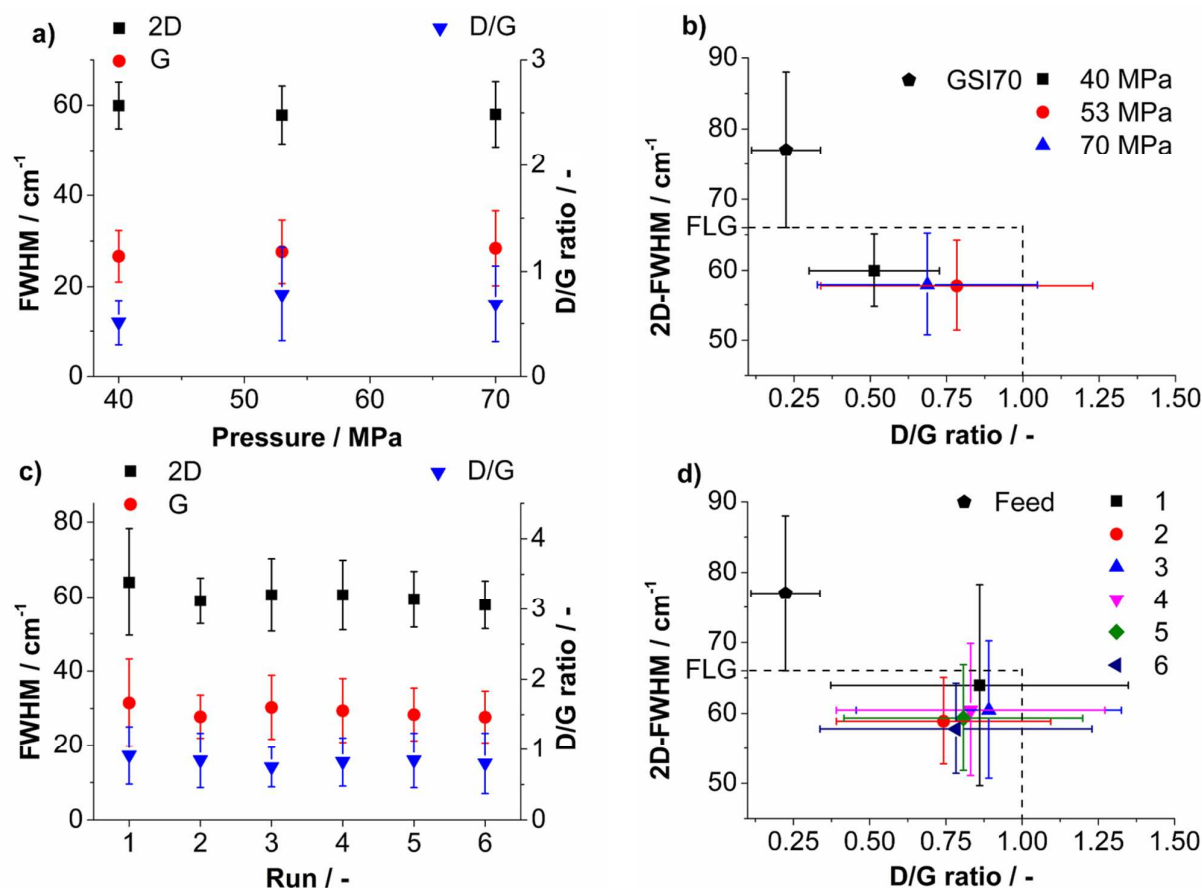 a)
2D
G
D/G
FWHM / cm⁻¹
60
40
20
0
3
2
1
0
D/G ratio / -
40
50
60
70
Pressure / MPa
b)
GSI70
40 MPa
53 MPa
70 MPa
2D-FWHM / cm⁻¹
90
80
70
FLG
60
50
0.25
0.50
0.75
1.00
1.25
1.50
D/G ratio / -
c)
2D
G
D/G
FWHM / cm⁻¹
80
60
40
20
0
4
3
2
1
0
D/G ratio / -
1
2
3
4
5
6
Run / -
d)
Feed
1
2
3
4
5
6
2D-FWHM / cm⁻¹
90
80
70
FLG
60
50
0.25
0.50
0.75
1.00
1.25
1.50
D/G ratio / -